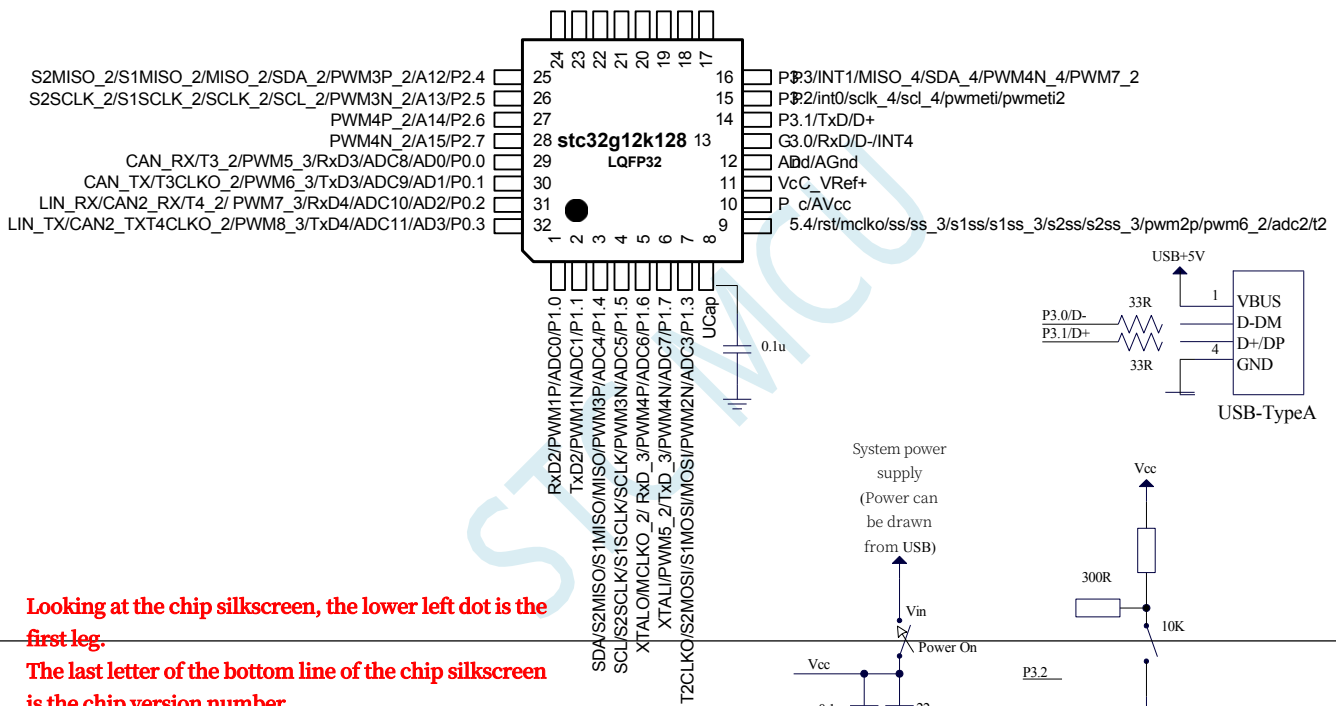 24 23 22 21 20 19 18 17
S2MISO_2/S1MISO_2/MISO_2/SDA_2/PWM3P_2/A12/P2.4 25
S2SCLK_2/S1SCLK_2/SCLK_2/SCL_2/PWM3N_2/A13/P2.5 26
PWM4P_2/A14/P2.6 27
PWM4N_2/A15/P2.7 28
CAN_RX/T3_2/PWM5_3/RxD3/ADC8/AD0/P0.0 29
CAN_TX/T3CLKO_2/PWM6_3/TxD3/ADC9/AD1/P0.1 30
LIN_RX/CAN2_RX/T4_2/ PWM7_3/RxD4/ADC10/AD2/P0.2 31
LIN_TX/CAN2_TXT4CLKO_2/PWM8_3/TxD4/ADC11/AD3/P0.3 32
stc32g12k128
LQFP32
16 P3.3/INT1/MISO_4/SDA_4/PWM4N_4/PWM7_2
15 P3.2/int0/sclk_4/scl_4/pwmeti/pwmeti2
14 P3.1/TxD/D+
13 G3.0/RxD/D-/INT4
12 /AGnd
11 VcC_VRef+
10 P c/AVcc
9 5.4/rst/mclko/ss/ss_3/s1ss/s1ss_3/s2ss/s2ss_3/pwm2p/pwm6_2/adc2/t2
1 2 3 4 5 6 7 8
RxD2/PWM1P/ADC0/P1.0
TxD2/PWM1N/ADC1/P1.1
SDA/S2MISO/S1MISO/MISO/PWM3P/ADC4/P1.4
SCL/S2SCLK/S1SCLK/SCLK/PWM3N/ADC5/P1.5
XTALO/MCLKO_2/ RxD_3/PWM4P/ADC6/P1.6
XTALI/PWM5_2/TxD_3/PWM4N/ADC7/P1.7
T2CLKO/S2MOSI/S1MOSI/MOSI/PWM2N/ADC3/P1.3
UCap
0.1u
USB+5V
P3.0/D-
P3.1/D+
33R
33R
1 VBUS
D-DM
D+/DP
4 GND
USB-TypeA
STC MCU
System power
supply
(Power can
be drawn
from USB)
Vin
Power On
Vcc
22
Vcc
300R
10K
P3.2
Looking at the chip silkscreen, the lower left dot is the
first leg.
The last letter of the bottom line of the chip silkscreen
is the chip version number